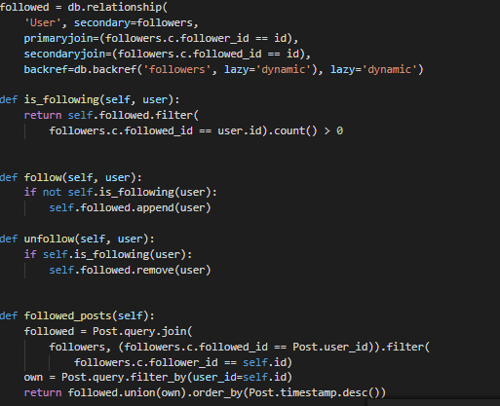 followed = db.relationship(
    'User', secondary=followers,
    primaryjoin=(followers.c.follower_id == id),
    secondaryjoin=(followers.c.followed_id == id),
    backref=db.backref('followers', lazy='dynamic'), lazy='dynamic')
def is_following(self, user):
    return self.followed.filter(
        followers.c.followed_id == user.id).count() > 0
def follow(self, user):
    if not self.is_following(user):
        self.followed.append(user)
def unfollow(self, user):
    if self.is_following(user):
        self.followed.remove(user)
def followed_posts(self):
    followed = Post.query.join(
        followers, (followers.c.followed_id == Post.user_id)).filter(
            followers.c.follower_id == self.id)
    own = Post.query.filter_by(user_id=self.id)
    return followed.union(own).order_by(Post.timestamp.desc())